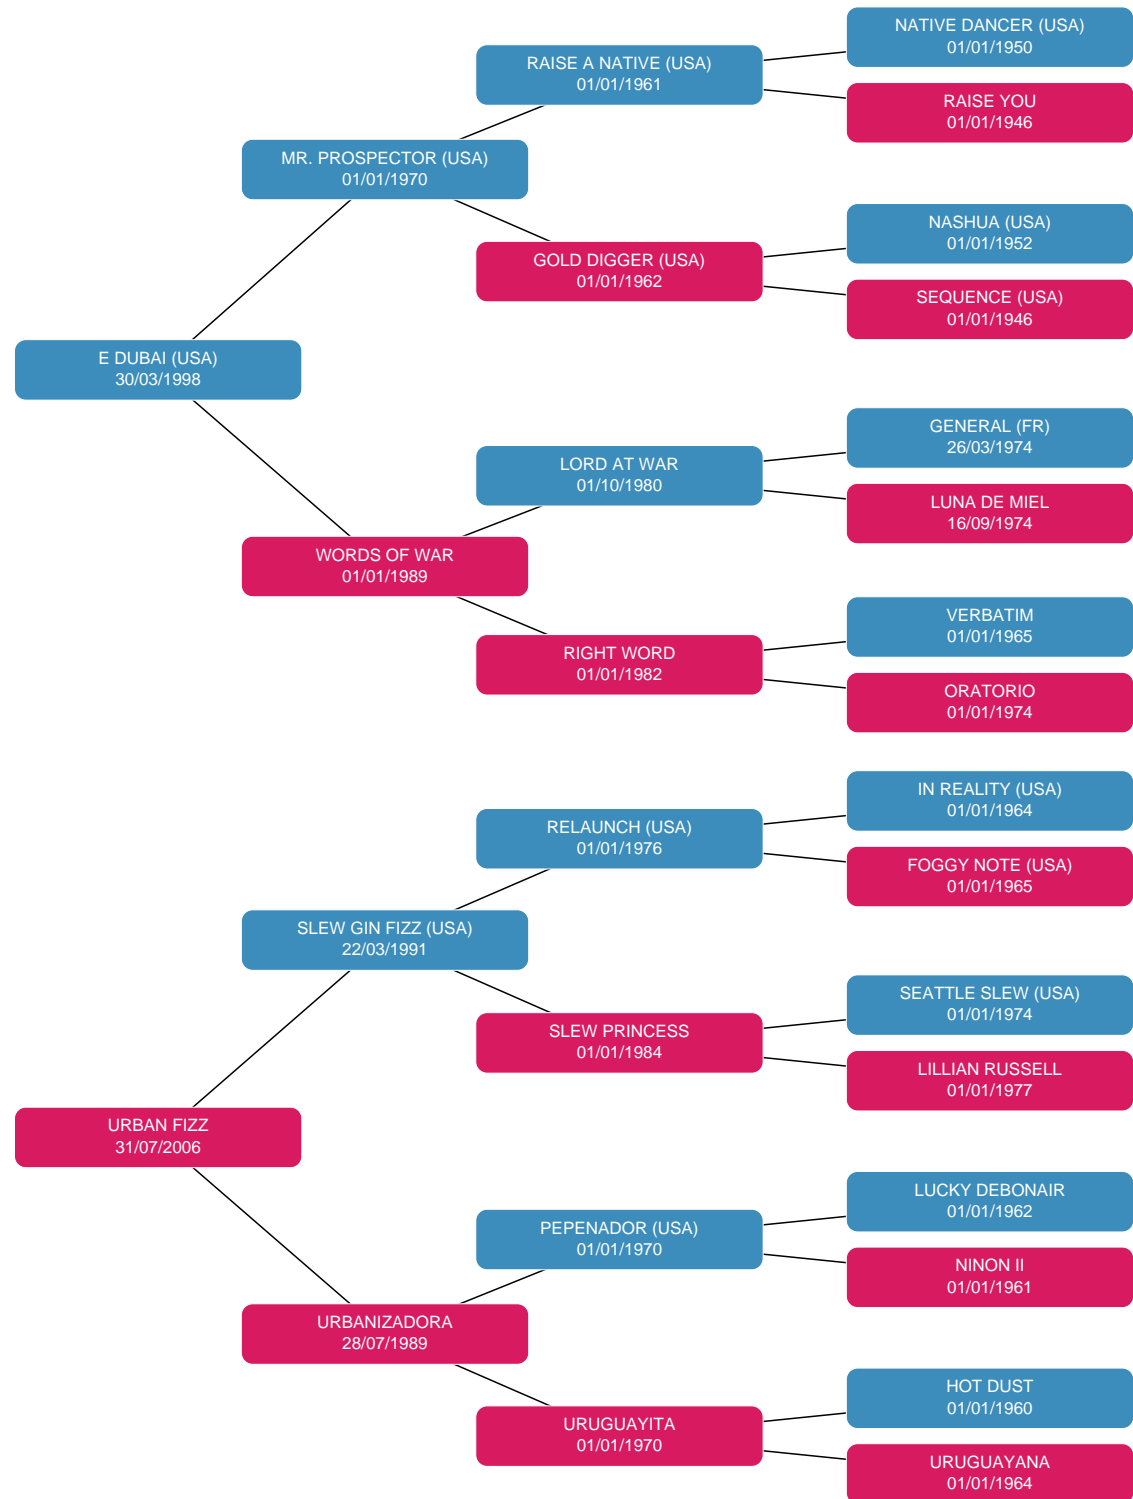 NATIVE DANCER (USA)
01/01/1950
RAISE A NATIVE (USA)
01/01/1961
RAISE YOU
01/01/1946
MR. PROSPECTOR (USA)
01/01/1970
NASHUA (USA)
01/01/1952
GOLD DIGGER (USA)
01/01/1962
SEQUENCE (USA)
01/01/1946
E DUBAI (USA)
30/03/1998
GENERAL (FR)
26/03/1974
LORD AT WAR
01/10/1980
LUNA DE MIEL
16/09/1974
WORDS OF WAR
01/01/1989
VERBATIM
01/01/1965
RIGHT WORD
01/01/1982
ORATORIO
01/01/1974
IN REALITY (USA)
01/01/1964
RELAUNCH (USA)
01/01/1976
FOGGY NOTE (USA)
01/01/1965
SLEW GIN FIZZ (USA)
22/03/1991
SEATTLE SLEW (USA)
01/01/1974
SLEW PRINCESS
01/01/1984
LILLIAN RUSSELL
01/01/1977
URBAN FIZZ
31/07/2006
LUCKY DEBONAIR
01/01/1962
PEPENADOR (USA)
01/01/1970
NINON II
01/01/1961
URBANIZADORA
28/07/1989
HOT DUST
01/01/1960
URUGUAYITA
01/01/1970
URUGUAYANA
01/01/1964